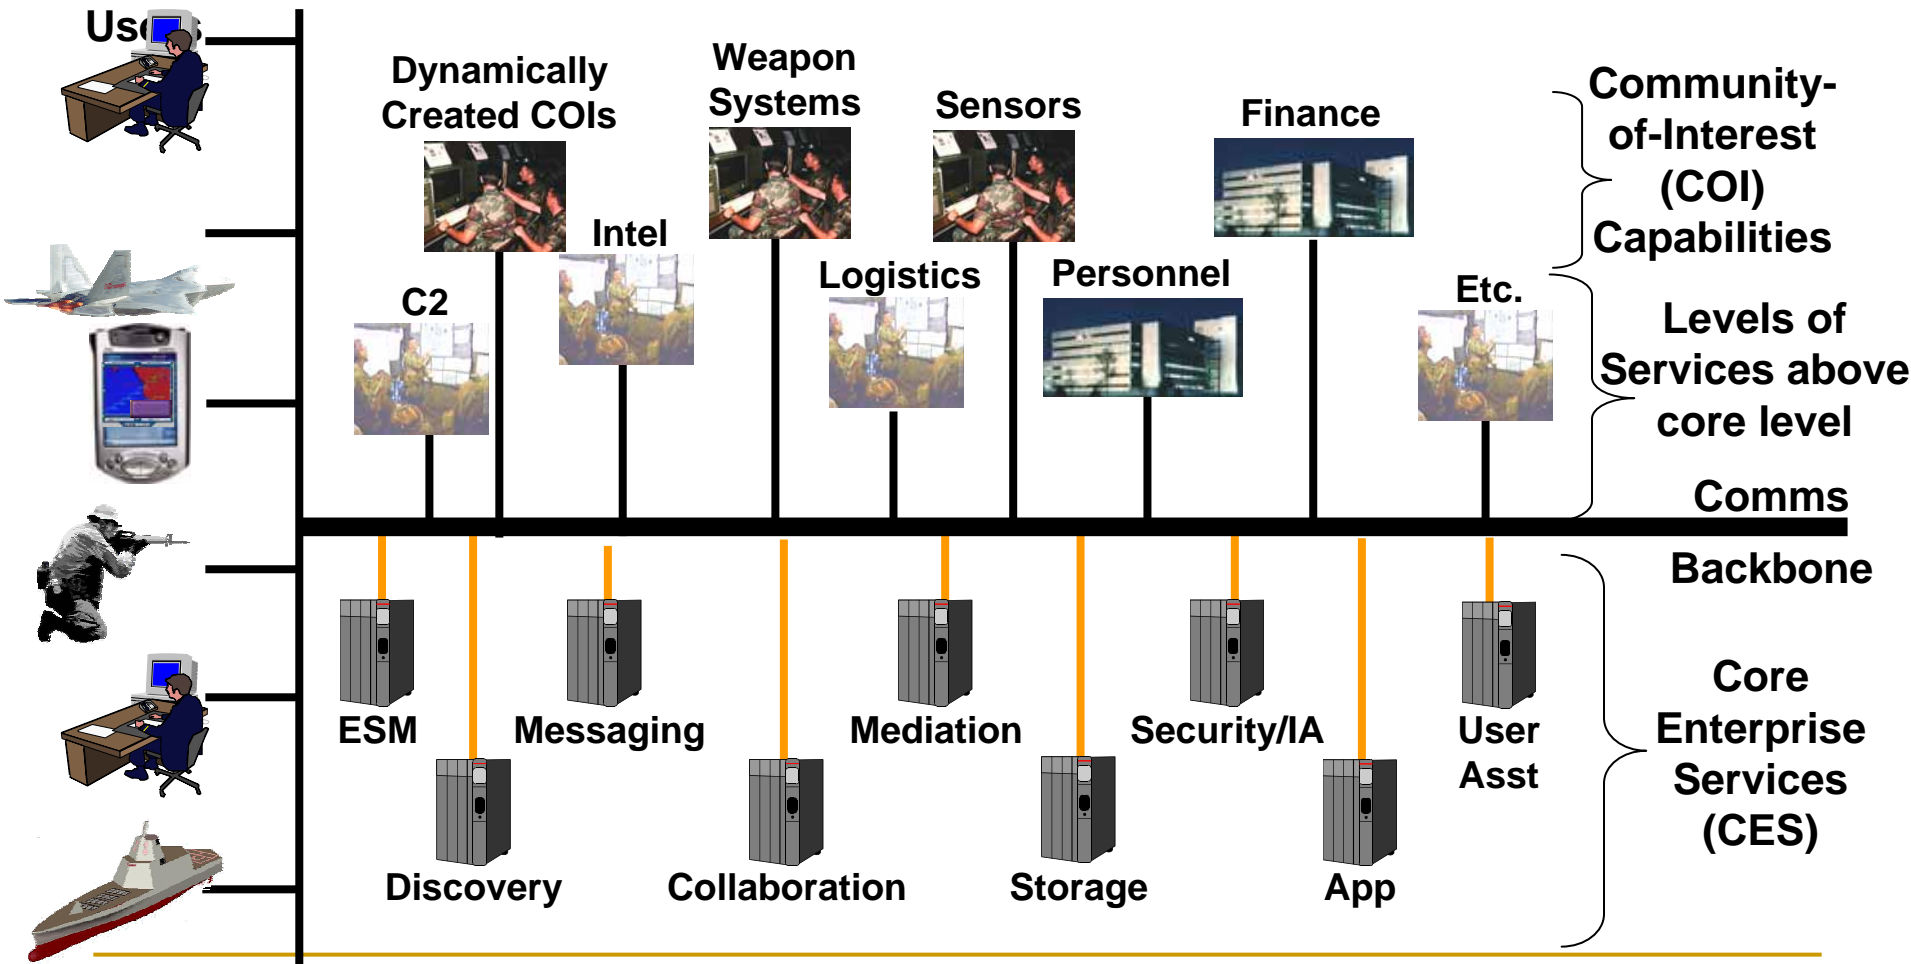 Users
Dynamically
Created COIs
Weapon
Systems
Sensors
Finance
Community-
of-Interest
(COI)
Capabilities
C2
Intel
Logistics
Personnel
Etc.
Levels of
Services above
core level
Comms
Backbone
ESM
Messaging
Mediation
Security/IA
User
Asst
Discovery
Collaboration
Storage
App
Core
Enterprise
Services
(CES)